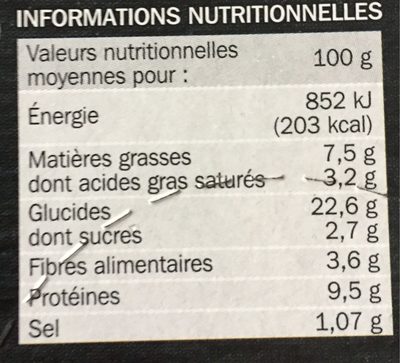 INFORMATIONS NUTRITIONNELLES
Valeurs nutritionnelles
moyennes pour :
100 g
Énergie
852 kJ
(203 kcal)
Matières grasses 7,5 g
dont acides gras saturés 3,2 g
Glucides 22,6 g
dont sucres 2,7 g
Fibres alimentaires 3,6 g
Protéines 9,5 g
Sel 1,07 g